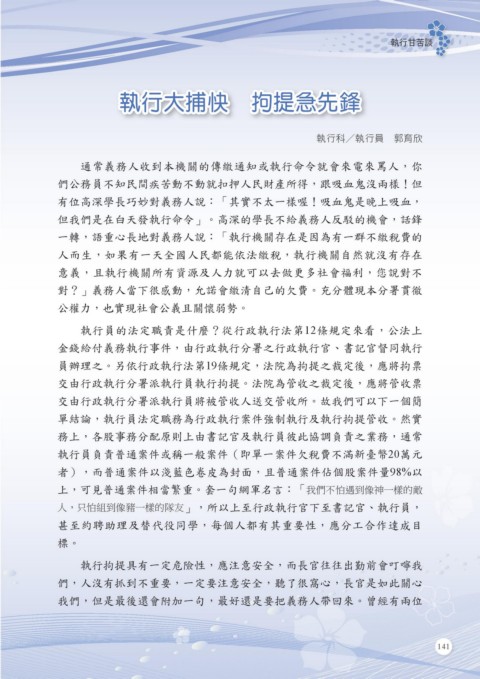 執行甘苦談
執行大捕快　拘提急先鋒
執行科／執行員　郭育欣
通常義務人收到本機關的傳繳通知或執行命令就會來電來罵人，你
們公務員不知民間疾苦動不動就扣押人民財產所得，跟吸血鬼沒兩樣！但
有位高深學長巧妙對義務人說：「其實不太一樣喔！吸血鬼是晚上吸血，
但我們是在白天發執行命令」。高深的學長不給義務人反駁的機會，話鋒
一轉，語重心長地對義務人說：「執行機關存在是因為有一群不繳稅費的
人而生，如果有一天全國人民都能依法繳稅，執行機關自然就沒有存在
意義，且執行機關所有資源及人力就可以去做更多社會福利，您說對不
對？」義務人當下很感動，允諾會繳清自己的欠費。充分體現本分署貫徹
公權力，也實現社會公義且關懷弱勢。
執行員的法定職責是什麼？從行政執行法第12條規定來看，公法上
金錢給付義務執行事件，由行政執行分署之行政執行官、書記官督同執行
員辦理之。另依行政執行法第19條規定，法院為拘提之裁定後，應將拘票
交由行政執行分署派執行員執行拘提。法院為管收之裁定後，應將管收票
交由行政執行分署派執行員將被管收人送交管收所。故我們可以下一個簡
單結論，執行員法定職務為行政執行案件強制執行及執行拘提管收。然實
務上，各股事務分配原則上由書記官及執行員彼此協調負責之業務，通常
執行員負責普通案件或稱一般案件（即單一案件欠稅費不滿新臺幣20萬元
者），而普通案件以淺藍色卷皮為封面，且普通案件佔個股案件量98%以
上，可見普通案件相當繁重。套一句網軍名言：「我們不怕遇到像神一樣的敵
人，只怕組到像豬一樣的隊友」，所以上至行政執行官下至書記官、執行員，
甚至約聘助理及替代役同學，每個人都有其重要性，應分工合作達成目
標。
執行拘提具有一定危險性，應注意安全，而長官往往出勤前會叮嚀我
們，人沒有抓到不重要，一定要注意安全，聽了很窩心，長官是如此關心
我們，但是最後還會附加一句，最好還是要把義務人帶回來。曾經有兩位
141